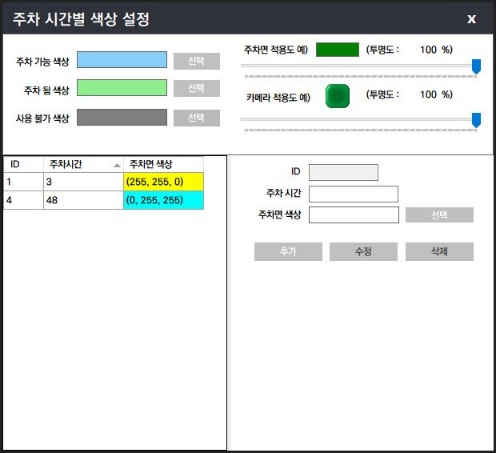 주차 시간별 색상 설정
X
주차 가능 색상
선택
주차 됨 색상
선택
사용 불가 색상
선택
주차면 적용도 예)
(투명도 : 100 %)
카메라 적용도 예)
(투명도 : 100 %)
ID 주차시간 주차면 색상
1 3 (255, 255, 0)
4 48 (0, 255, 255)
ID
주차 시간
주차면 색상
선택
추가 수정 삭제